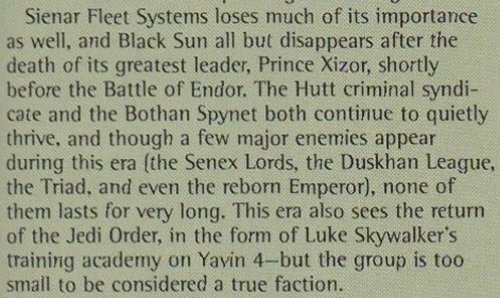 Sienar Fleet Systems loses much of its importance
as well, and Black Sun all but disappears after the
death of its greatest leader, Prince Xizor, shortly
before the Battle of Endor. The Hutt criminal syndi-
cate and the Bothan Spynet both continue to quietly
thrive, and though a few major enemies appear
during this era (the Senex Lords, the Duskhan League,
the Triad, and even the reborn Emperor), none of
them lasts for very long. This era also sees the return
of the Jedi Order, in the form of Luke Skywalker's
training academy on Yavin 4—but the group is too
small to be considered a true faction.